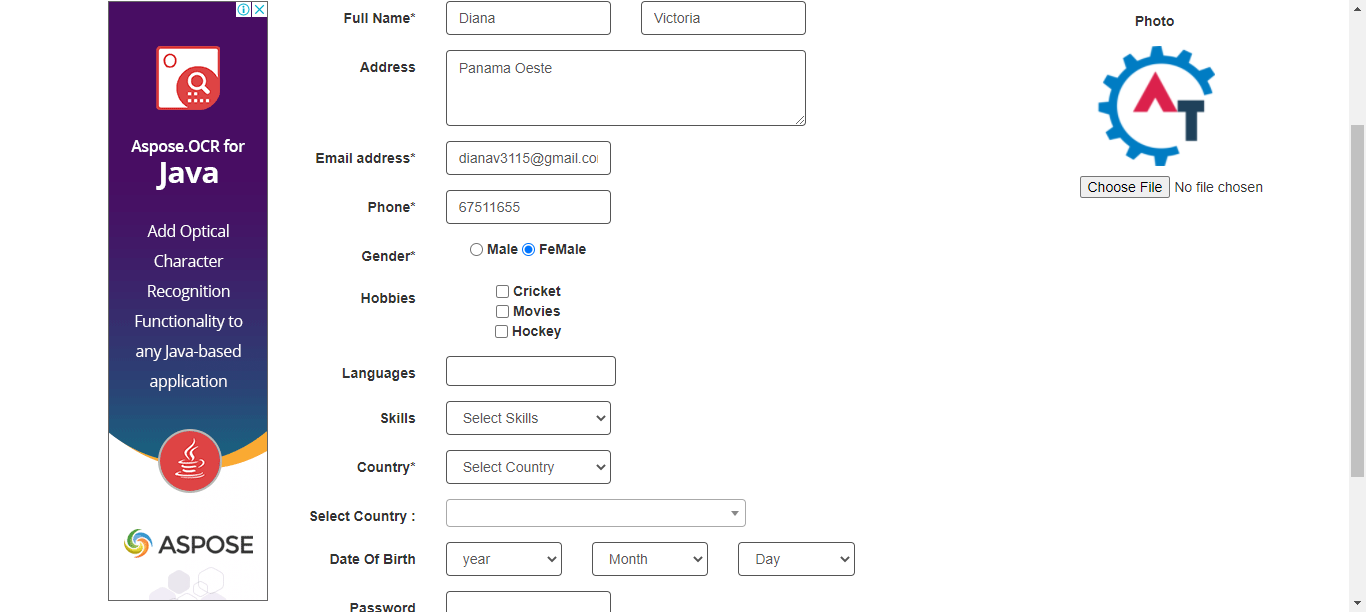 Full Name* Diana Victoria
Address Panama Oeste
Email address* dianav3115@gmail.co
Phone* 67511655
Gender* Male FeMale
Hobbies Cricket
Movies
Hockey
Languages
Skills Select Skills
Country* Select Country
Select Country :
Date Of Birth year Month Day
Password
Photo
AT
Choose File No file chosen
Aspose.OCR for
Java
Add Optical
Character
Recognition
Functionality to
any Java-based
application
ASPOSE